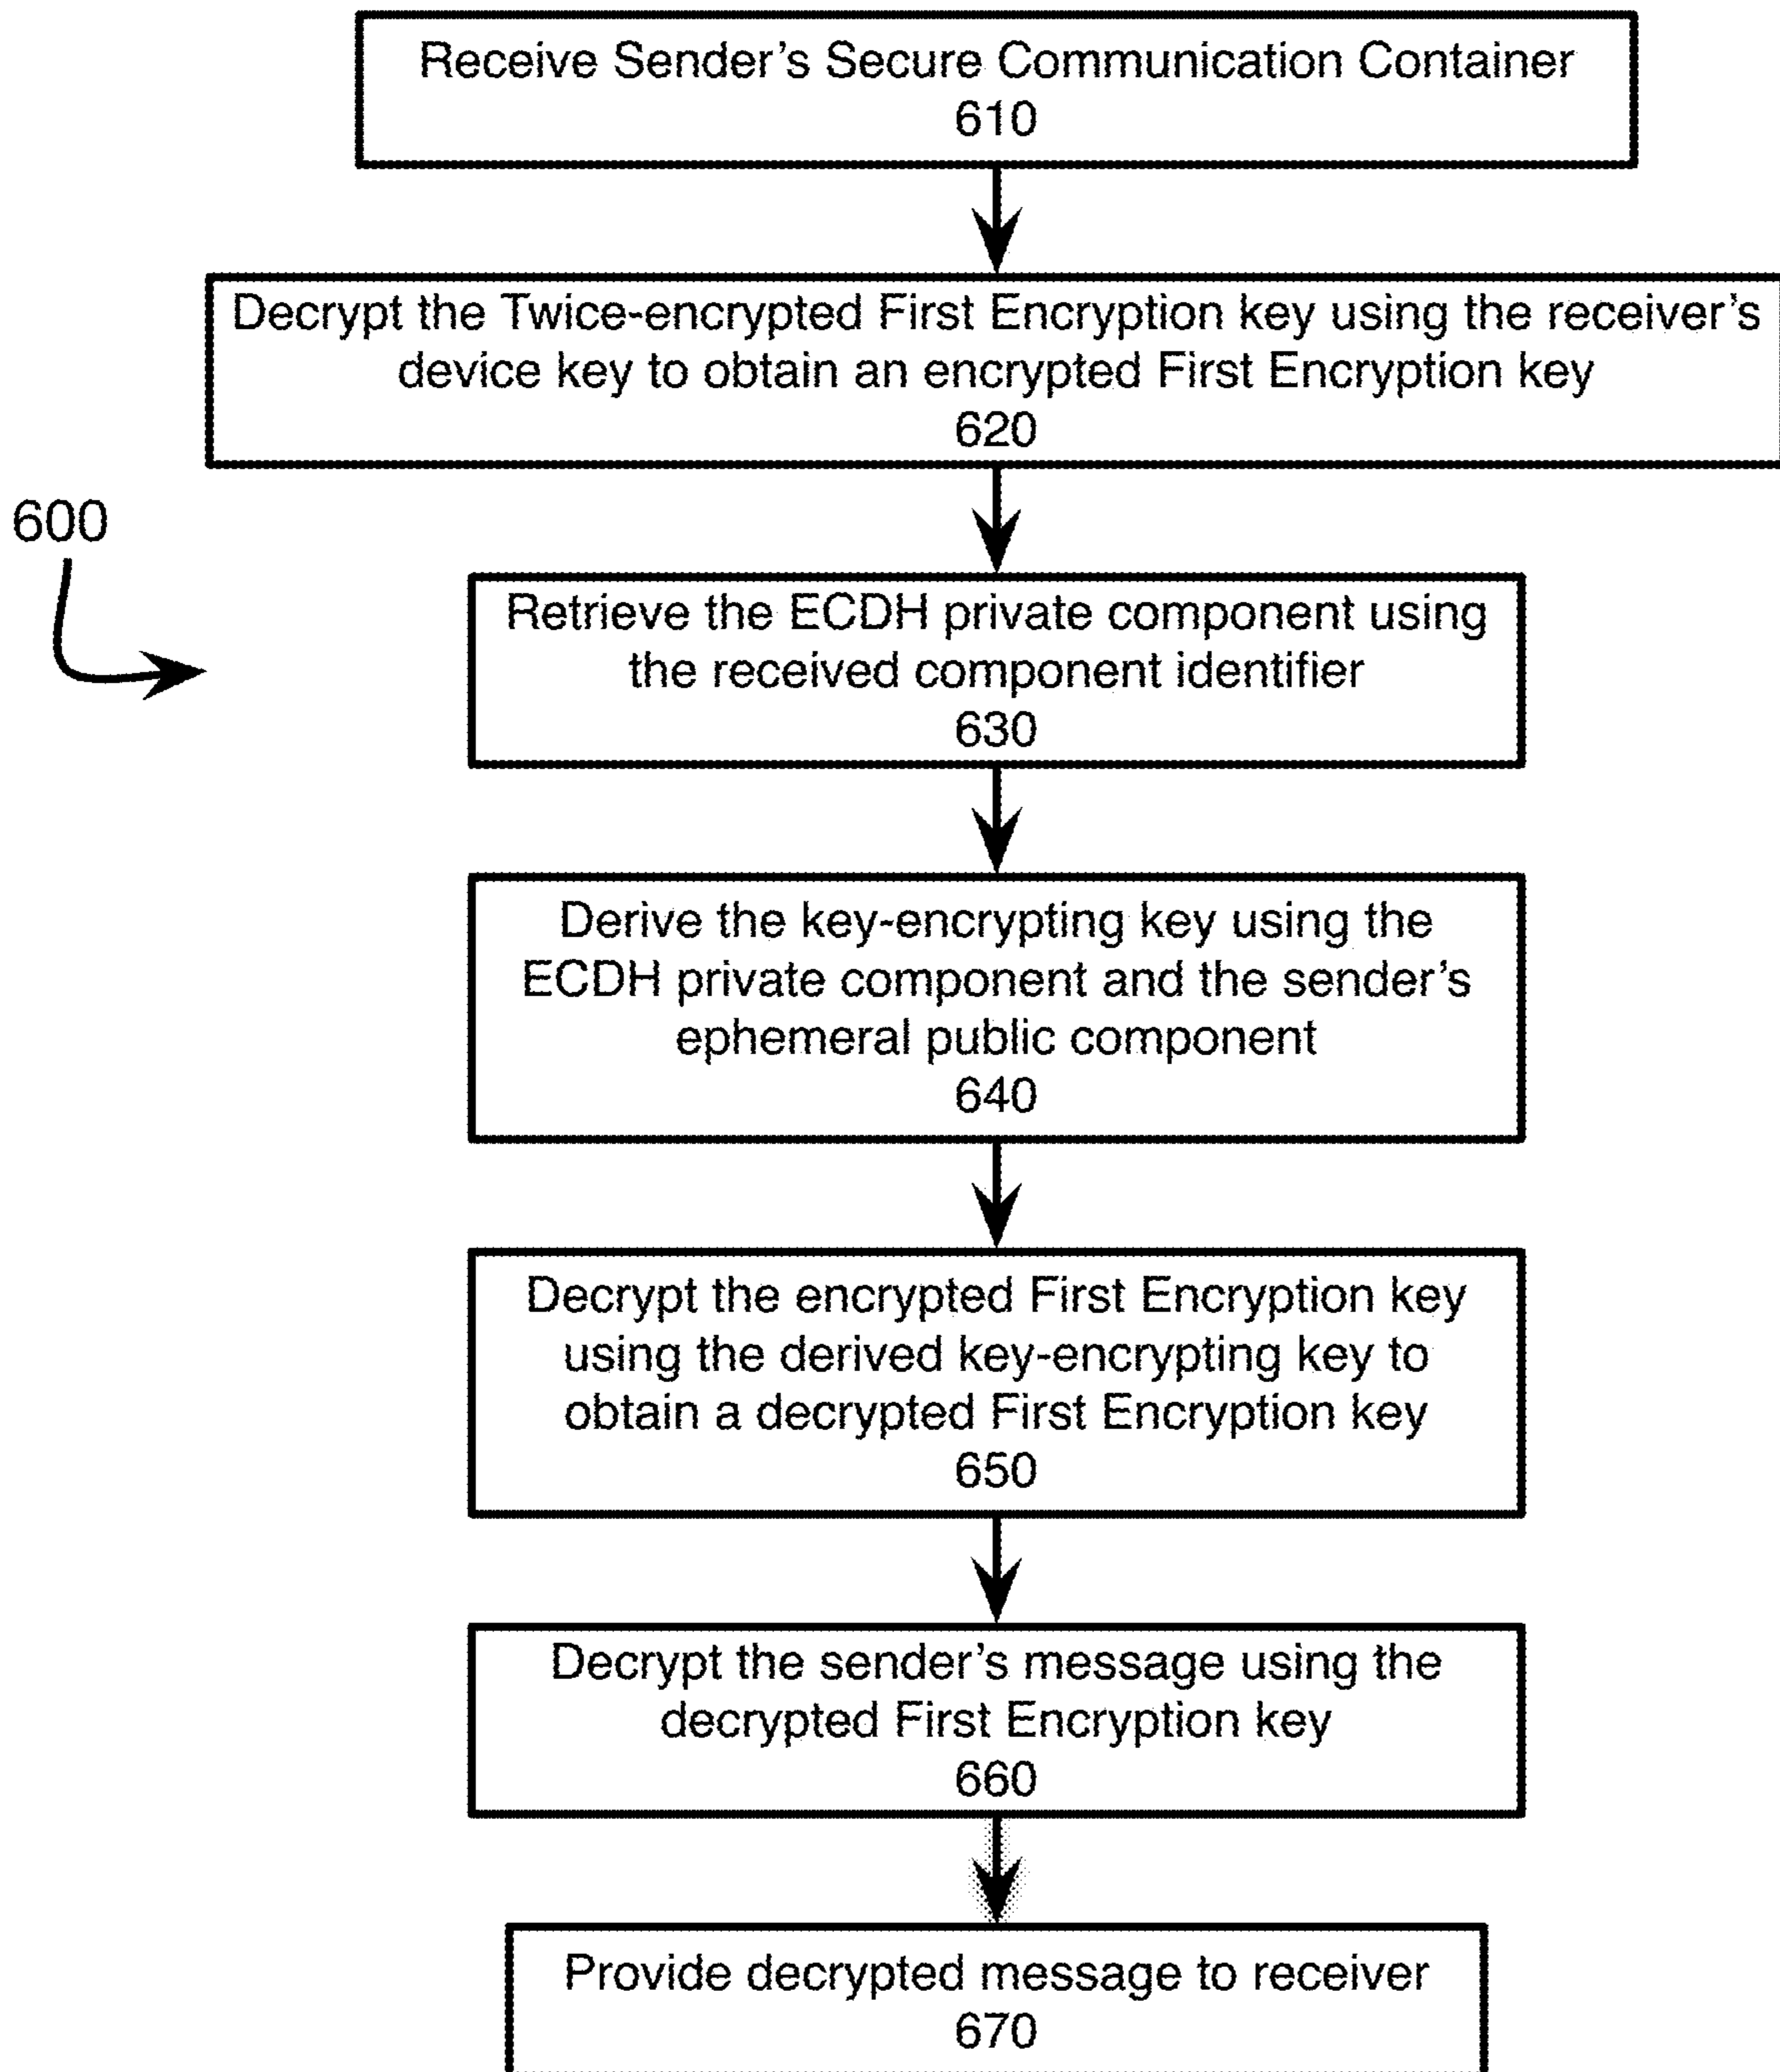 Receive Sender's Secure Communication Container
610
Decrypt the Twice-encrypted First Encryption key using the receiver's
device key to obtain an encrypted First Encryption key
620
600
Retrieve the ECDH private component using
the received component identifier
630
Derive the key-encrypting key using the
ECDH private component and the sender's
ephemeral public component
640
Decrypt the encrypted First Encryption key
using the derived key-encrypting key to
obtain a decrypted First Encryption key
650
Decrypt the sender's message using the
decrypted First Encryption key
660
Provide decrypted message to receiver
670